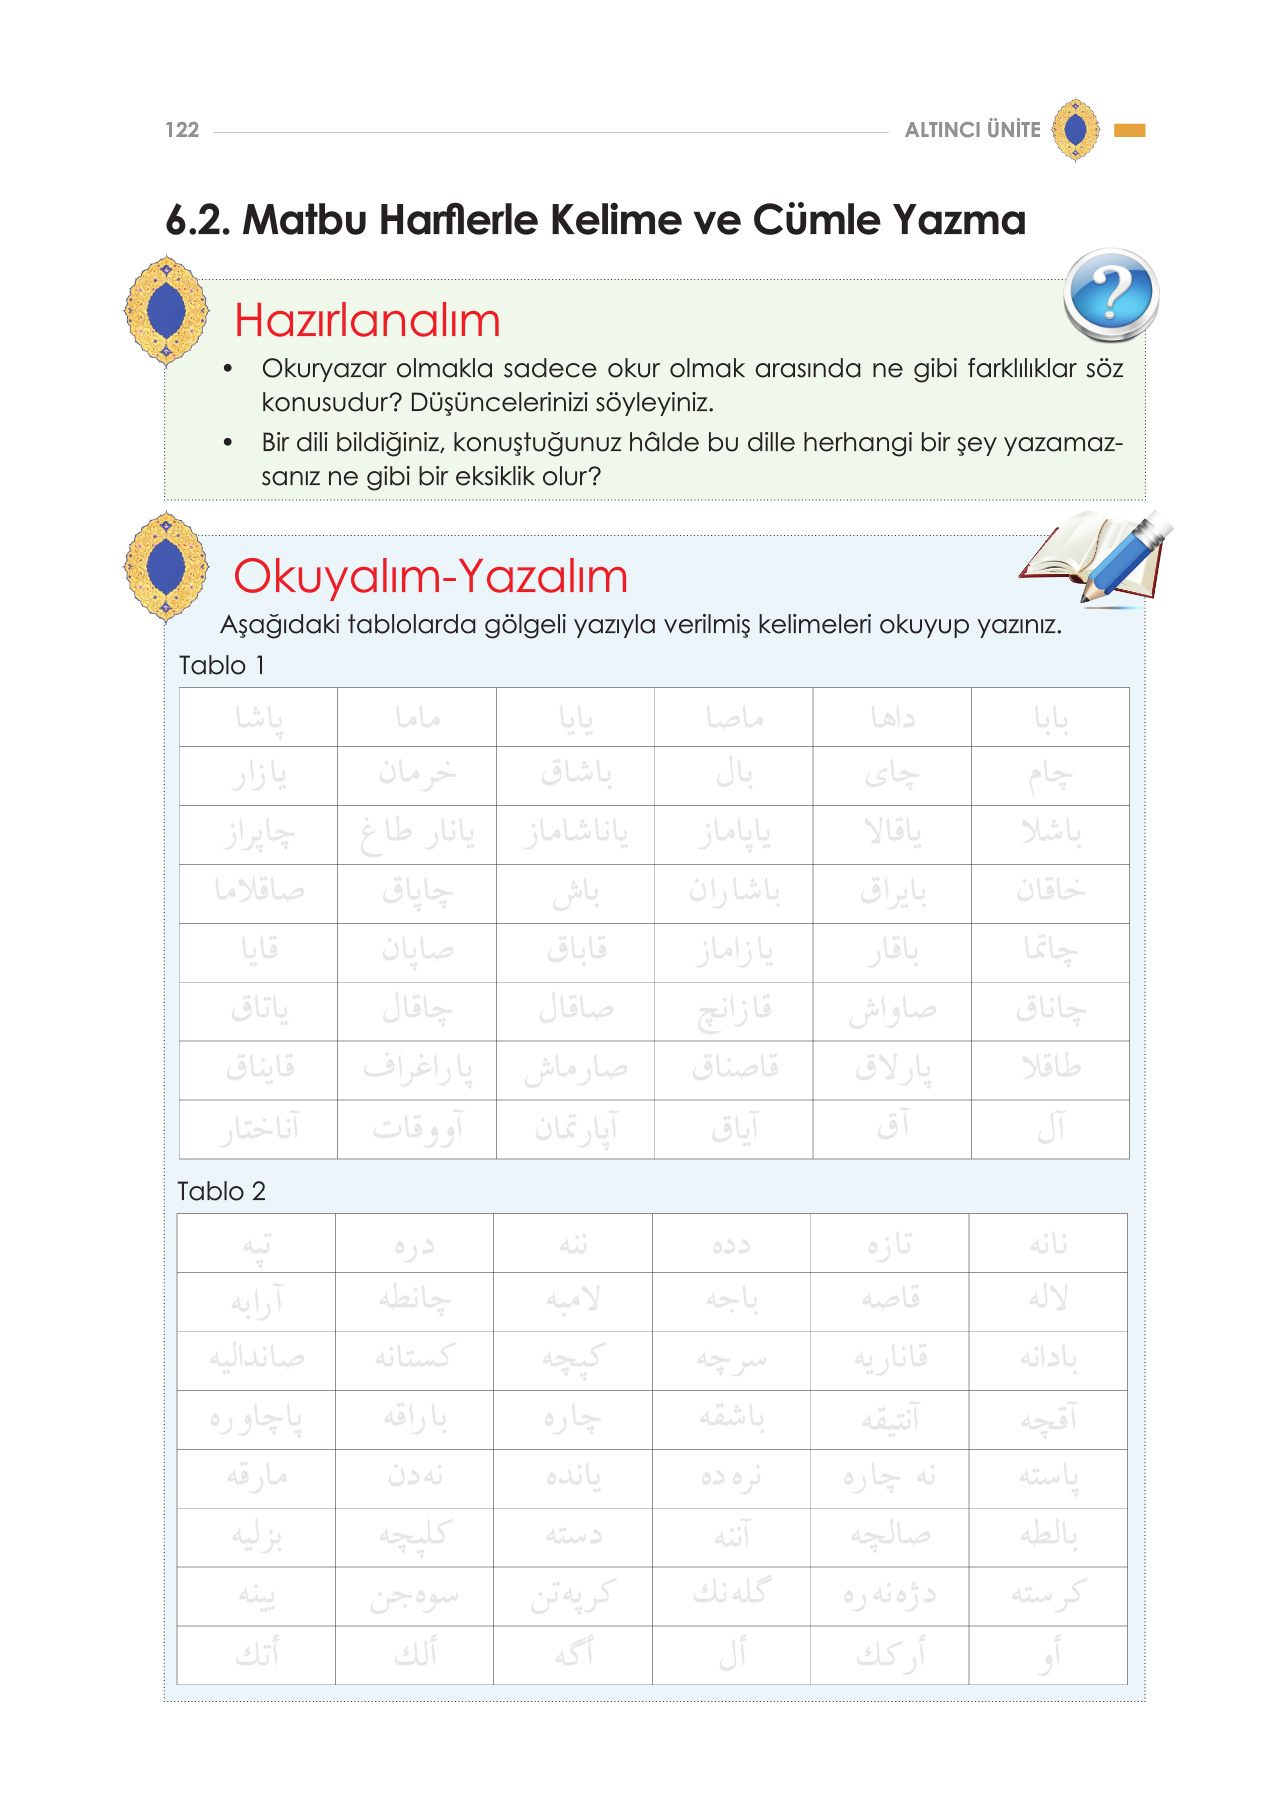 122
ALTINCI ÜNİTE
6.2. Matbu Harflerle Kelime ve Cümle Yazma
Hazırlanalım
• Okuryazar olmakla sadece okur olmak arasında ne gibi farklılıklar söz
konusudur? Düşüncelerinizi söyleyiniz.
• Bir dili bildiğiniz, konuştuğunuz hâlde bu dille herhangi bir şey yazamaz-
sanız ne gibi bir eksiklik olur?
Okuyalım-Yazalım
Aşağıdaki tablolarda gölgeli yazıyla verilmiş kelimeleri okuyup yazınız.
Tablo 1
بابا داها ماصا يايا ماما پاشا
چام چاى بال باشاق خرمان يازار
باشلا ياقالا ياپاماز ياناشاماز يانار طاغ چاپراز
خاقان بايراق باشاران باش چاپاق صاقلاما
چاتما باقار يازاماز قاباق صاپان قايا
چاناق صاواش قازانچ صاقال چاقال ياتاق
طاقلا پارلاق قاصناق صارماش پاراغراف قايناق
آل آق آياق آپارتمان آووقات آناختار
Tablo 2
نانه تازه دده ننه دره تپه
لاله قاصه باجه لامبه چانطه آرابه
بادانه قاناريه سرچه كپچه كستانه صانداليه
آقچه آنتيقه باشقه چاره باراقه پاچاوره
پاسته نه چاره نره ده يانده نه‌دن مارقه
بالطه صالچه آننه دسته كلپچه بزليه
كرسته دژه‌نه‌ره گله‌نك كرپه‌تن سوه‌جن يينه
أو أركك أل أگه ألك أتك